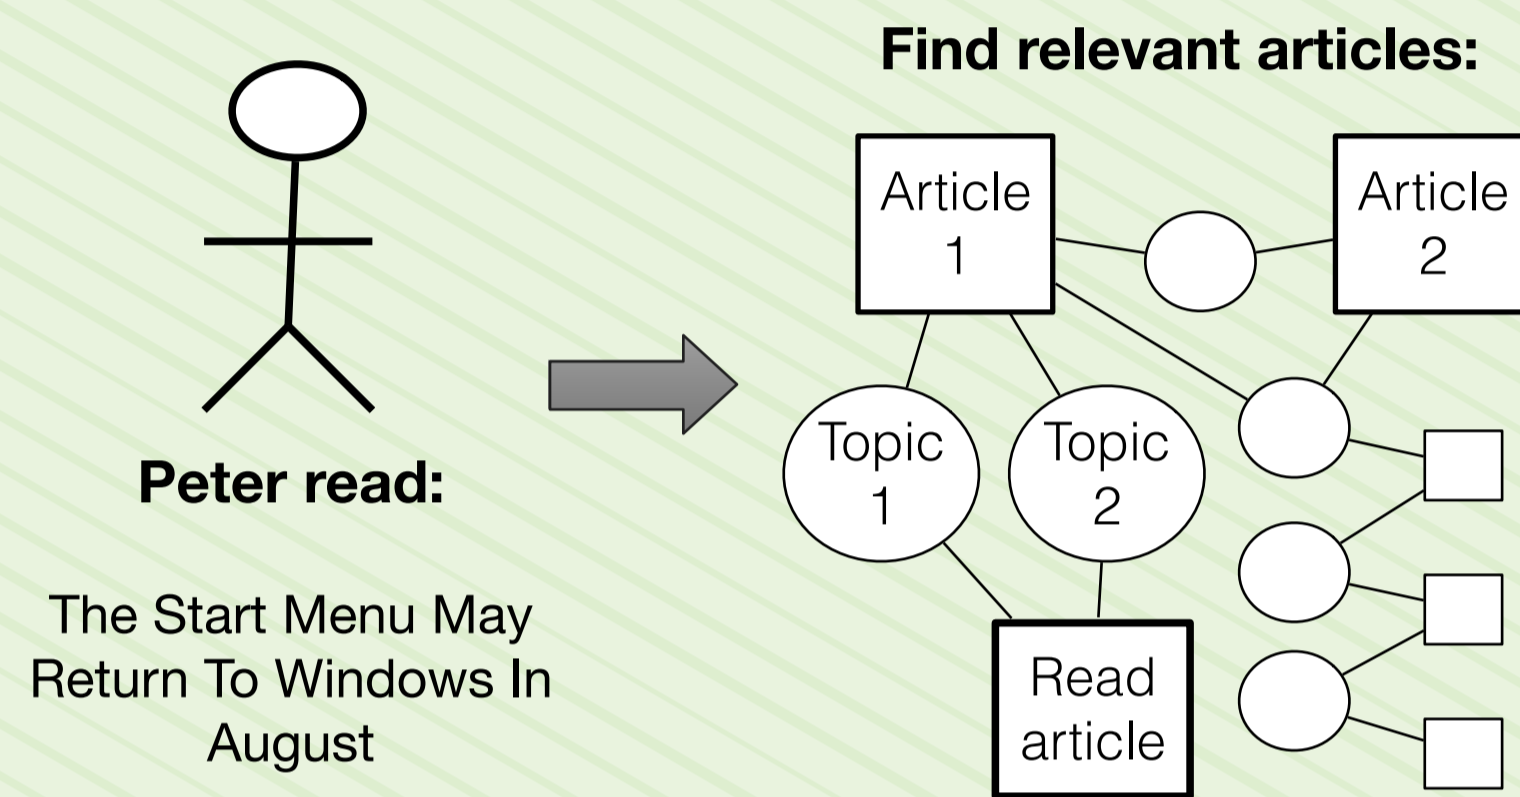 Peter read:
The Start Menu May
Return To Windows In
August
Find relevant articles:
Article
1
Article
2
Topic
1
Topic
2
Read
article